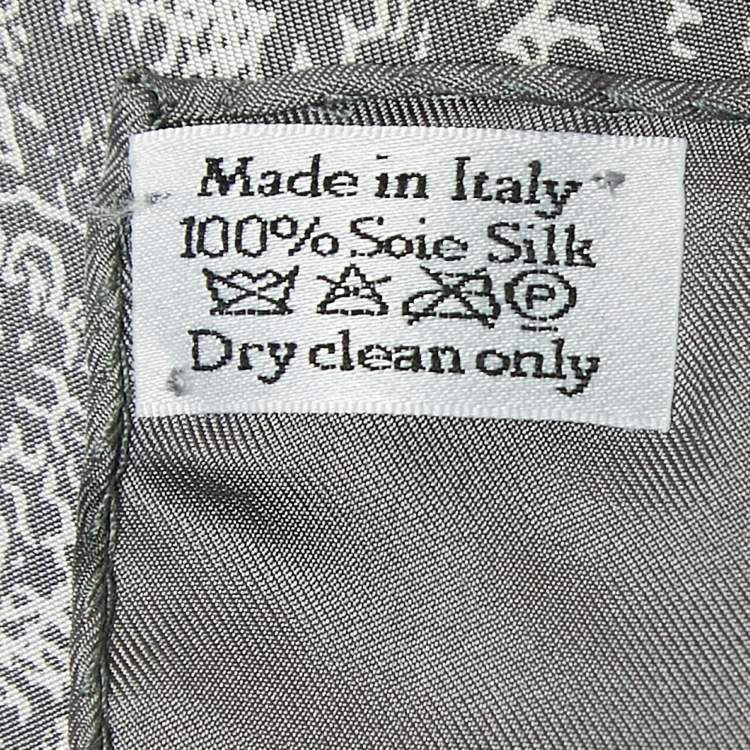 Made in Italy
100% Soie Silk
P
Dry clean only